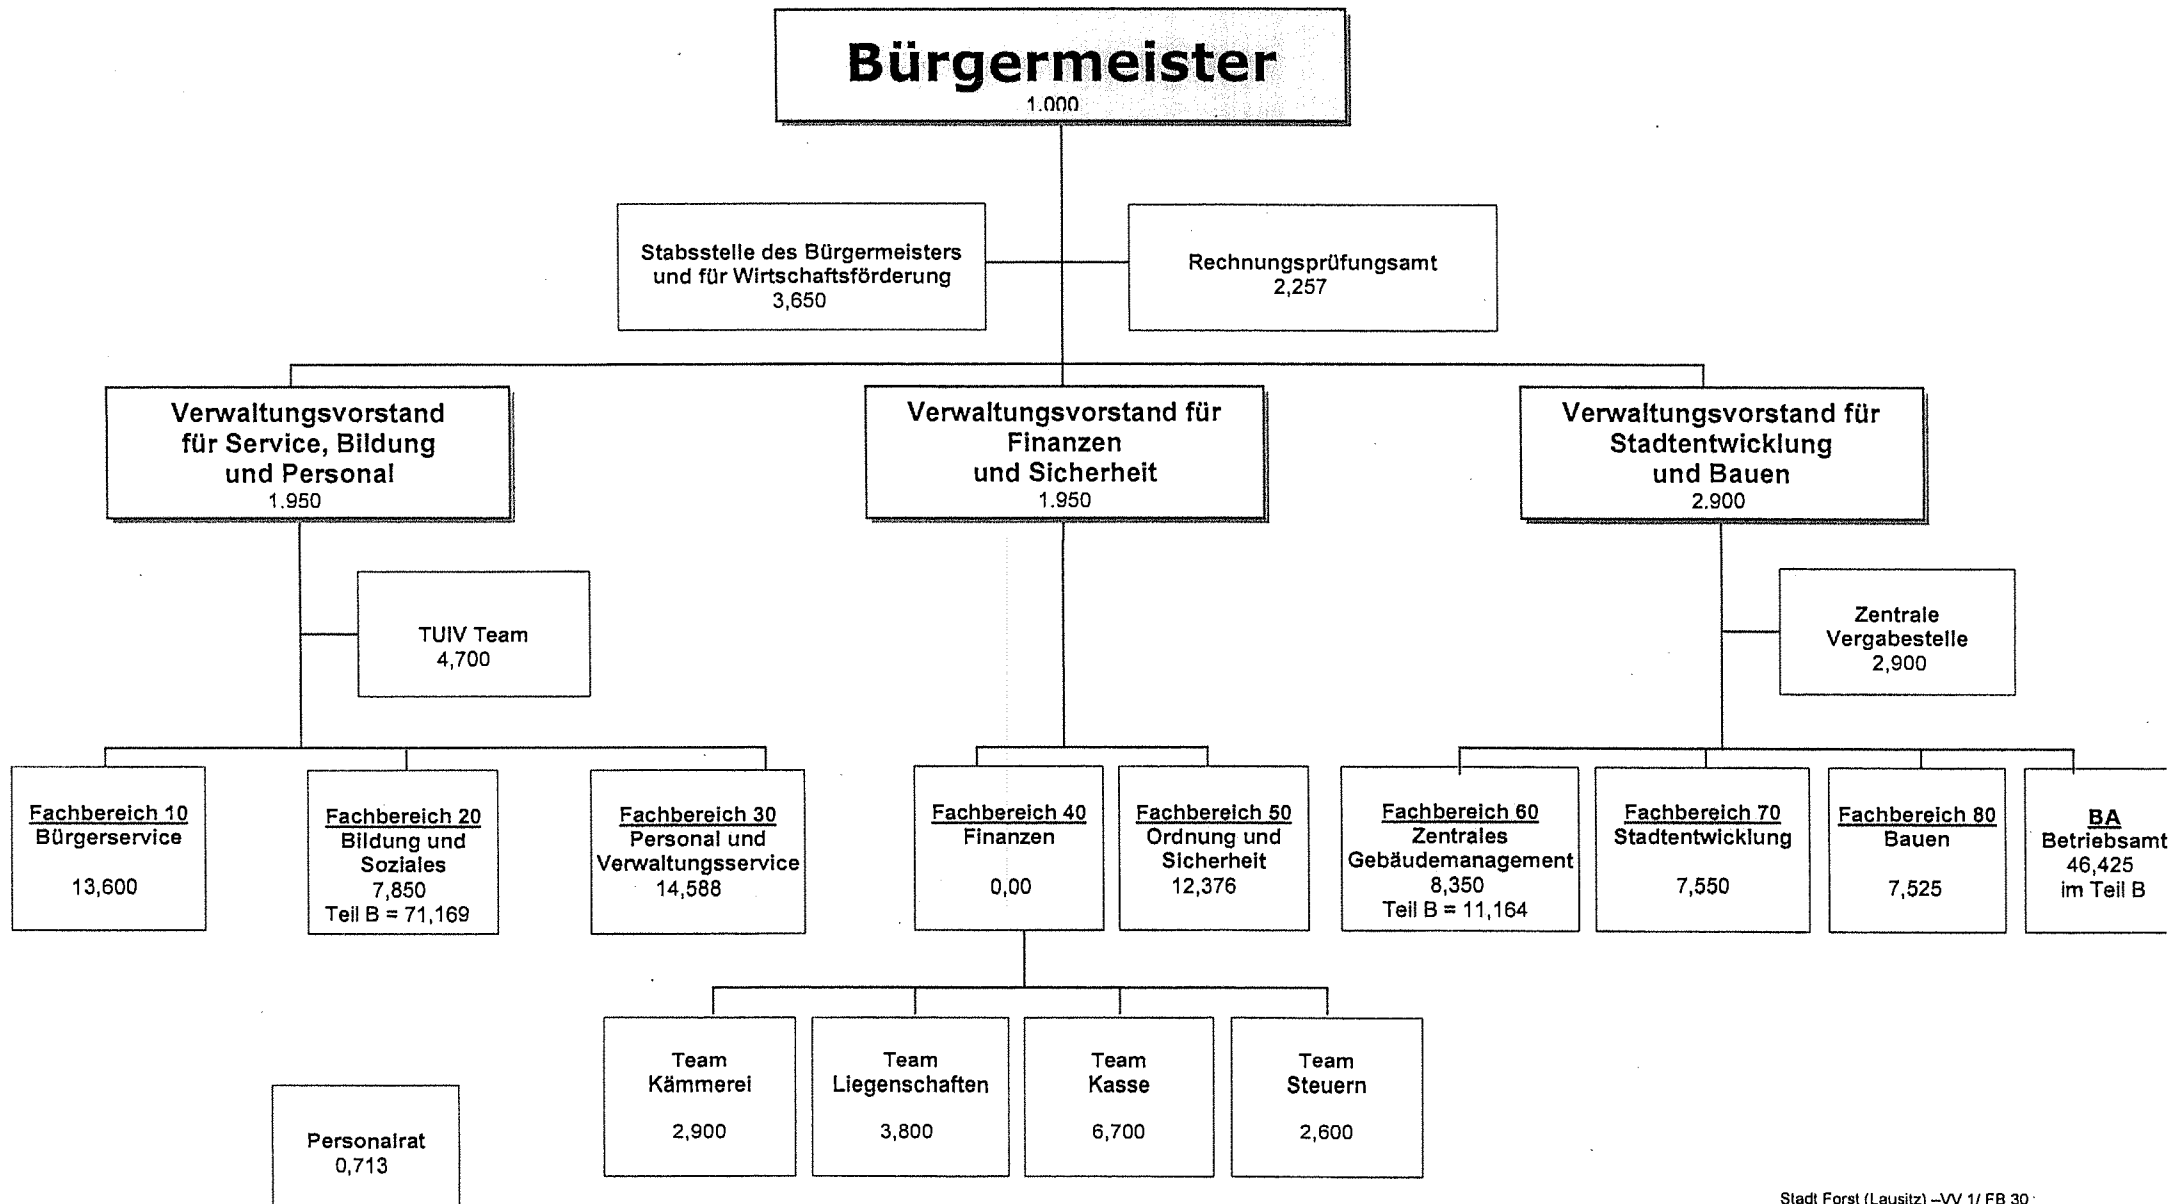 Bürgermeister
1.000
Stabsstelle des Bürgermeisters
und für Wirtschaftsförderung
3,650
Rechnungsprüfungsamt
2,257
Verwaltungsvorstand
für Service, Bildung
und Personal
1.950
Verwaltungsvorstand für
Finanzen
und Sicherheit
1.950
Verwaltungsvorstand für
Stadtentwicklung
und Bauen
2.900
TUIV Team
4,700
Zentrale
Vergabestelle
2,900
Fachbereich 10
Bürgerservice
13,600
Fachbereich 20
Bildung und
Soziales
7,850
Teil B = 71,169
Fachbereich 30
Personal und
Verwaltungsservice
14,588
Fachbereich 40
Finanzen
0,00
Fachbereich 50
Ordnung und
Sicherheit
12,376
Fachbereich 60
Zentrales
Gebäudemanagement
8,350
Teil B = 11,164
Fachbereich 70
Stadtentwicklung
7,550
Fachbereich 80
Bauen
7,525
BA
Betriebsamt
46,425
im Teil B
Team
Kämmerei
2,900
Team
Liegenschaften
3,800
Team
Kasse
6,700
Team
Steuern
2,600
Personalrat
0,713
Stadt Forst (Lausitz) –VV 1/ FB 30